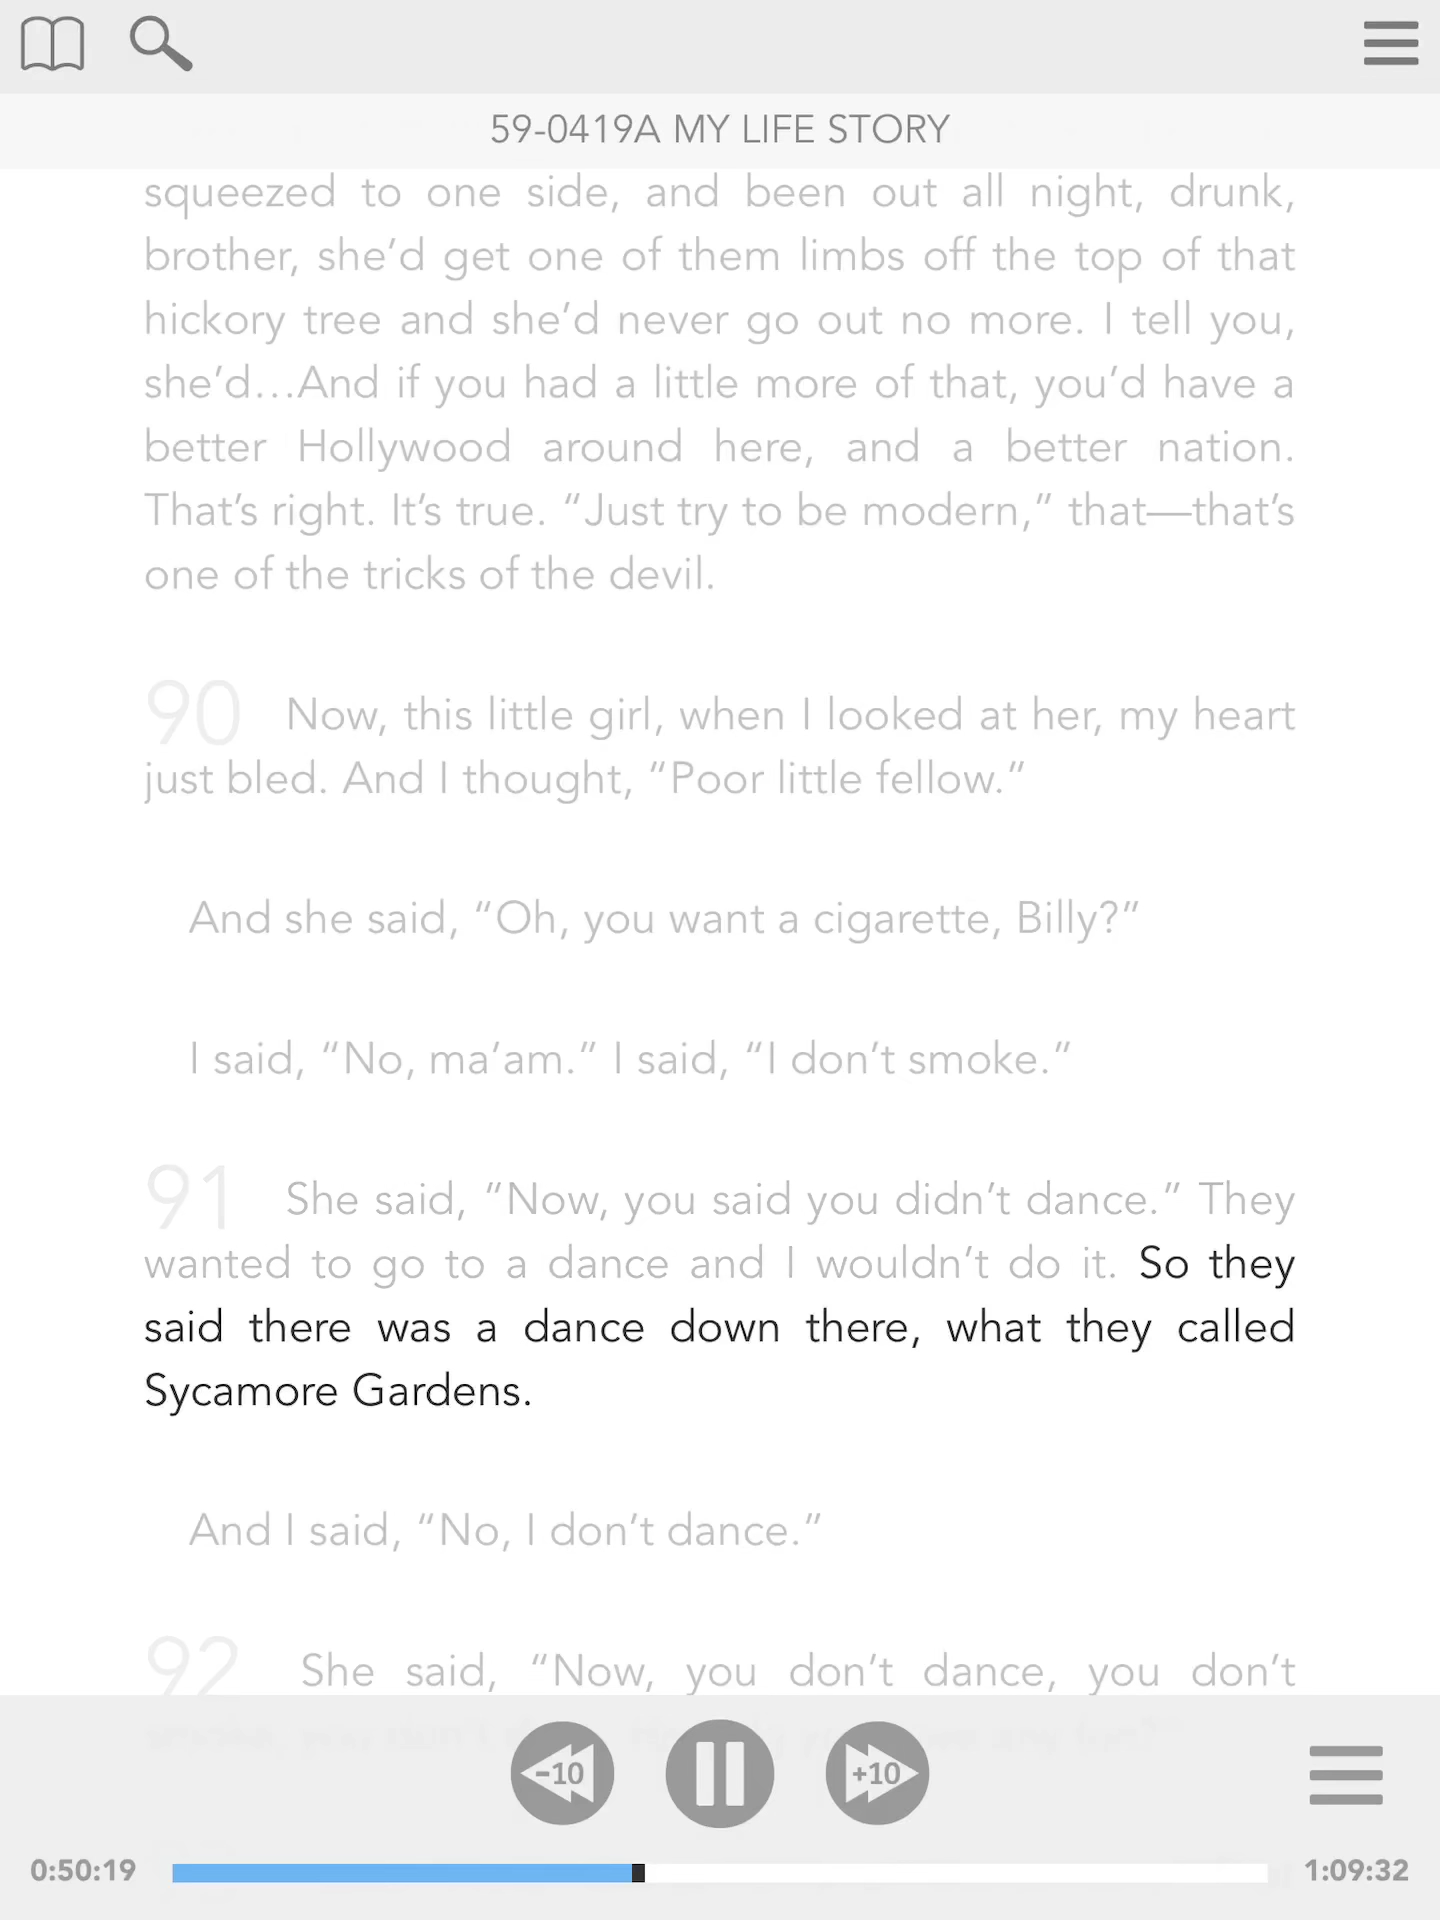 59-0419A MY LIFE STORY
squeezed to one side, and been out all night, drunk,
brother, she’d get one of them limbs off the top of that
hickory tree and she’d never go out no more. I tell you,
she’d…And if you had a little more of that, you’d have a
better Hollywood around here, and a better nation.
That’s right. It’s true. “Just try to be modern,” that—that’s
one of the tricks of the devil.
90 Now, this little girl, when I looked at her, my heart
just bled. And I thought, “Poor little fellow.”
And she said, “Oh, you want a cigarette, Billy?”
I said, “No, ma’am.” I said, “I don’t smoke.”
91 She said, “Now, you said you didn’t dance.” They
wanted to go to a dance and I wouldn’t do it. So they
said there was a dance down there, what they called
Sycamore Gardens.
And I said, “No, I don’t dance.”
92 She said, “Now, you don’t dance, you don’t
-10 +10
0:50:19 1:09:32